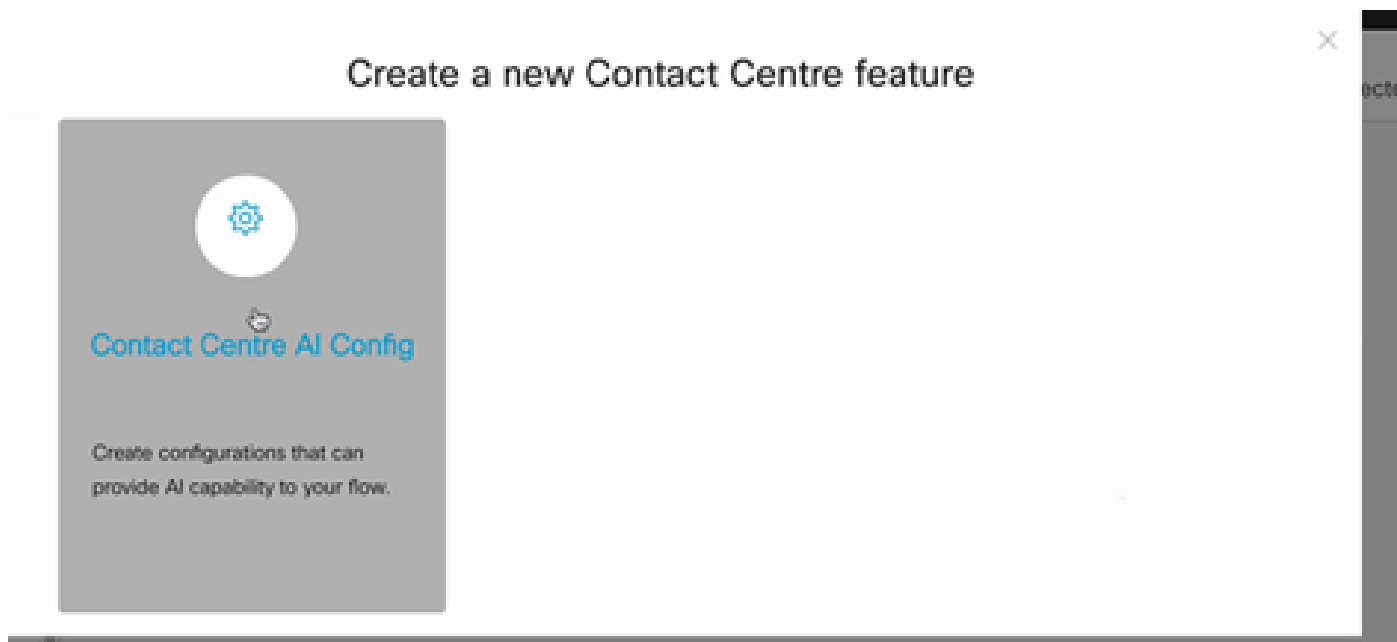 Create a new Contact Centre feature
Contact Centre AI Config
Create configurations that can
provide AI capability to your flow.